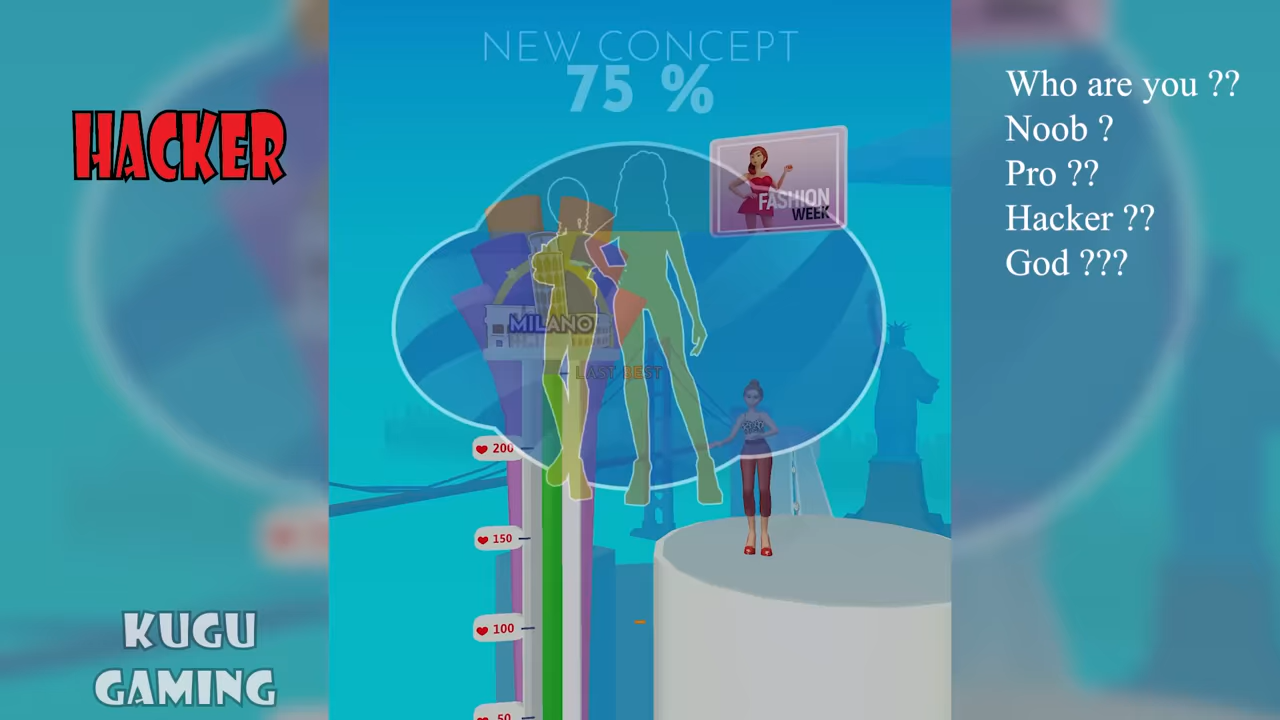 NEW CONCEPT
75 %
HACKER
Who are you ??
Noob ?
Pro ??
Hacker ??
God ???
FASHION
WEEK
MILANO
LAST BEST
200
150
100
50
KUGU
GAMING